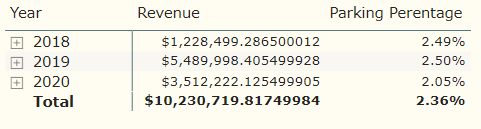 Year Revenue Parking Perentage
2018 $1,228,499.286500012 2.49%
2019 $5,489,998.405499928 2.50%
2020 $3,512,222.125499905 2.05%
Total $10,230,719.81749984 2.36%